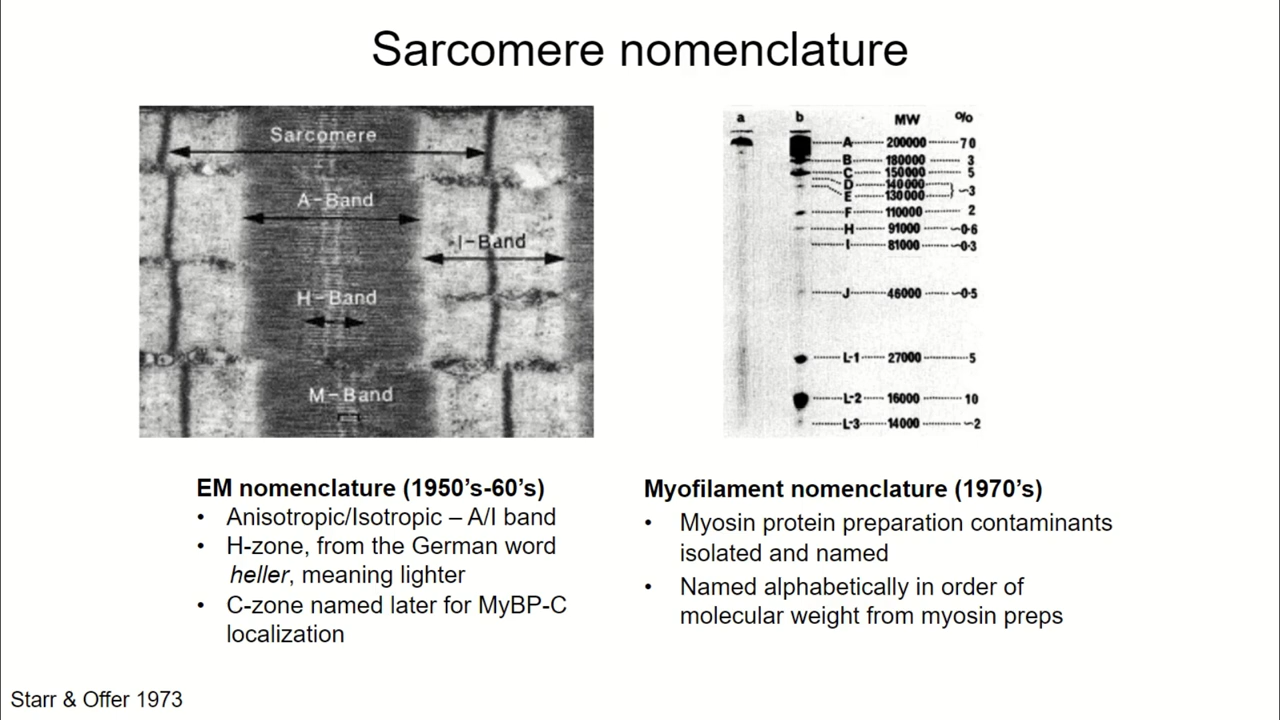 Sarcomere nomenclature
Sarcomere
A-Band
I-Band
H-Band
M-Band
a b MW %
A 200000 70
B 180000 3
C 150000 5
D 140000
E 130000 ~3
F 110000 2
H 91000 ~0·6
I 81000 ~0·3
J 46000 ~0·5
L-1 27000 5
L-2 16000 10
L-3 14000 ~2
EM nomenclature (1950’s-60’s)
• Anisotropic/Isotropic – A/I band
• H-zone, from the German word
heller, meaning lighter
• C-zone named later for MyBP-C
localization
Myofilament nomenclature (1970’s)
• Myosin protein preparation contaminants
isolated and named
• Named alphabetically in order of
molecular weight from myosin preps
Starr & Offer 1973